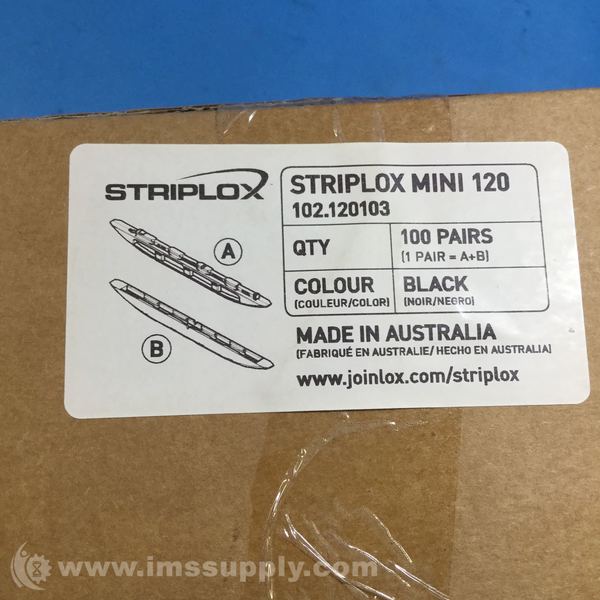 STRIPLOX
STRIPLOX MINI 120
102.120103
QTY
100 PAIRS
(1 PAIR = A+B)
COLOUR
(COULEUR/COLOR)
BLACK
(NOIR/NEGRO)
A
B
MADE IN AUSTRALIA
(FABRIQUÉ EN AUSTRALIE/ HECHO EN AUSTRALIA)
www.joinlox.com/striplox
www.imssupply.com